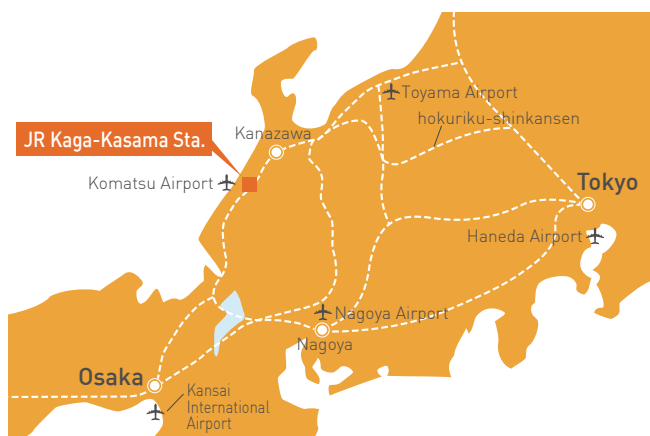 Toyama Airport
hokuriku-shinkansen
JR Kaga-Kasama Sta.
Kanazawa
Komatsu Airport
Tokyo
Haneda Airport
Nagoya Airport
Nagoya
Osaka
Kansai
International
Airport